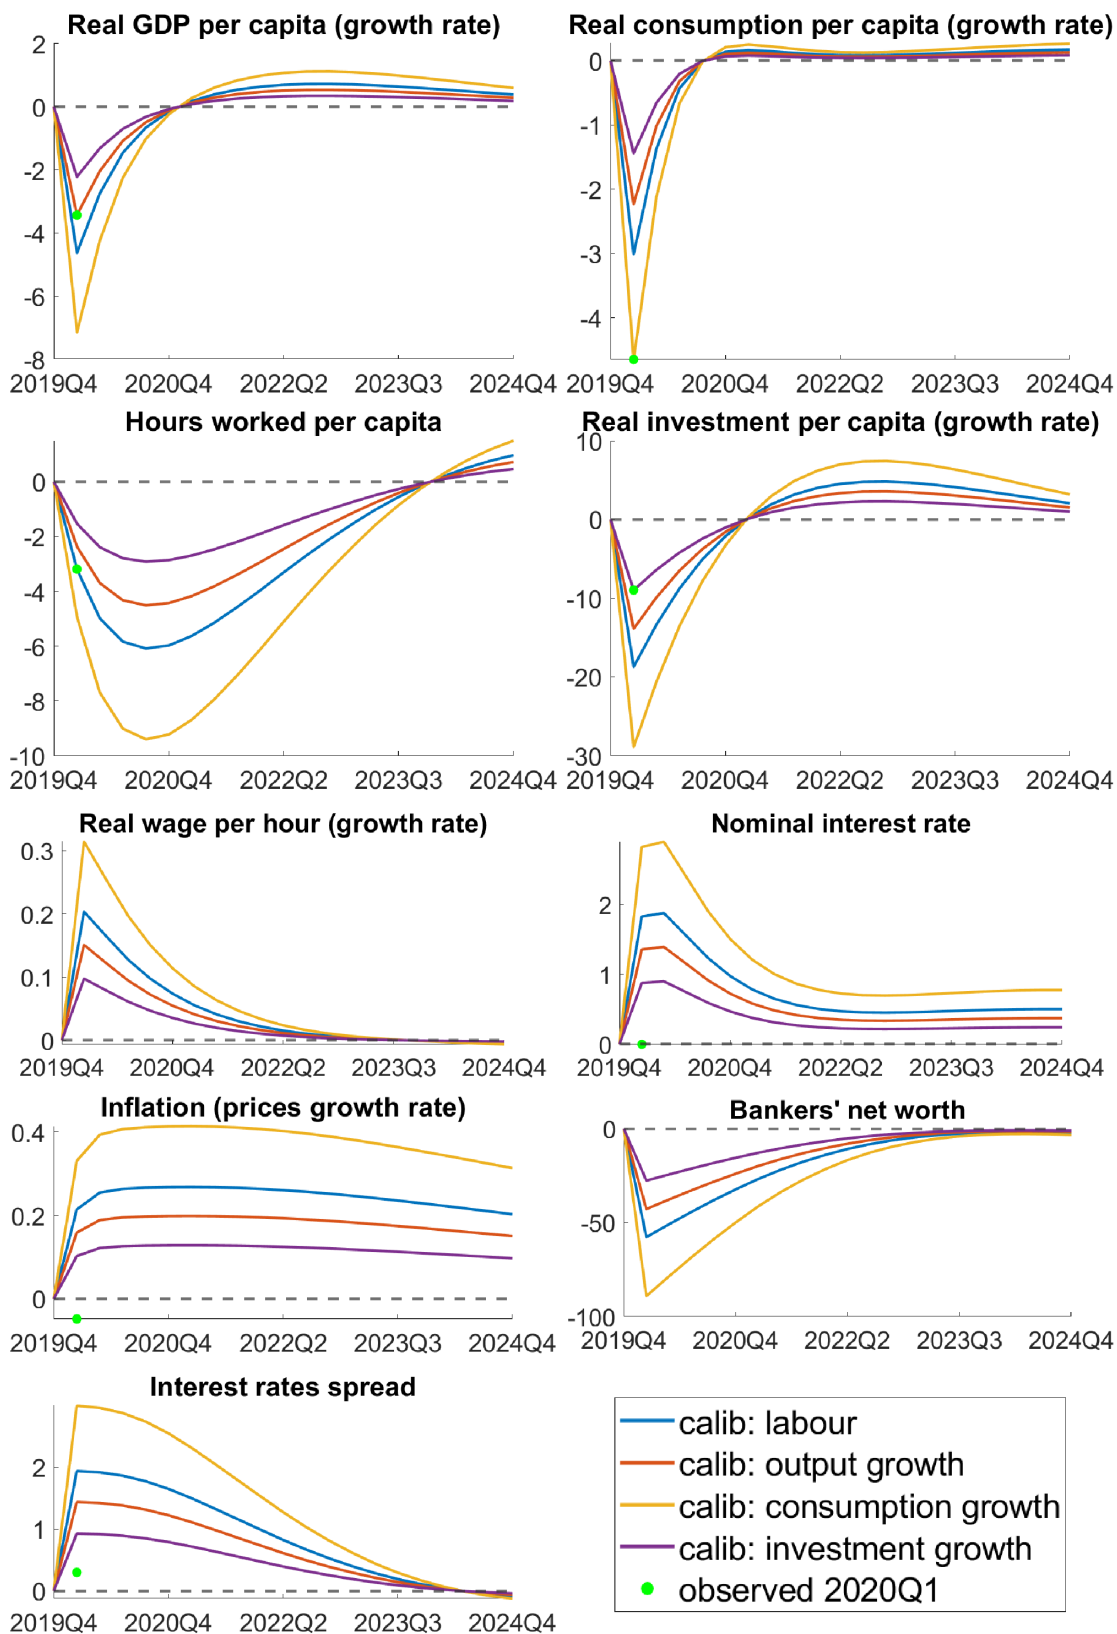 Real GDP per capita (growth rate)
2
0
-2
-4
-6
-8
2019Q4 2020Q4 2022Q2 2023Q3 2024Q4
Real consumption per capita (growth rate)
0
-1
-2
-3
-4
2019Q4 2020Q4 2022Q2 2023Q3 2024Q4
Hours worked per capita
0
-2
-4
-6
-8
-10
2019Q4 2020Q4 2022Q2 2023Q3 2024Q4
Real investment per capita (growth rate)
10
0
-10
-20
-30
2019Q4 2020Q4 2022Q2 2023Q3 2024Q4
Real wage per hour (growth rate)
0.3
0.2
0.1
0
2019Q4 2020Q4 2022Q2 2023Q3 2024Q4
Nominal interest rate
2
1
0
2019Q4 2020Q4 2022Q2 2023Q3 2024Q4
Inflation (prices growth rate)
0.4
0.2
0
2019Q4 2020Q4 2022Q2 2023Q3 2024Q4
Bankers' net worth
0
-50
-100
2019Q4 2020Q4 2022Q2 2023Q3 2024Q4
Interest rates spread
2
1
0
2019Q4 2020Q4 2022Q2 2023Q3 2024Q4
calib: labour
calib: output growth
calib: consumption growth
calib: investment growth
observed 2020Q1